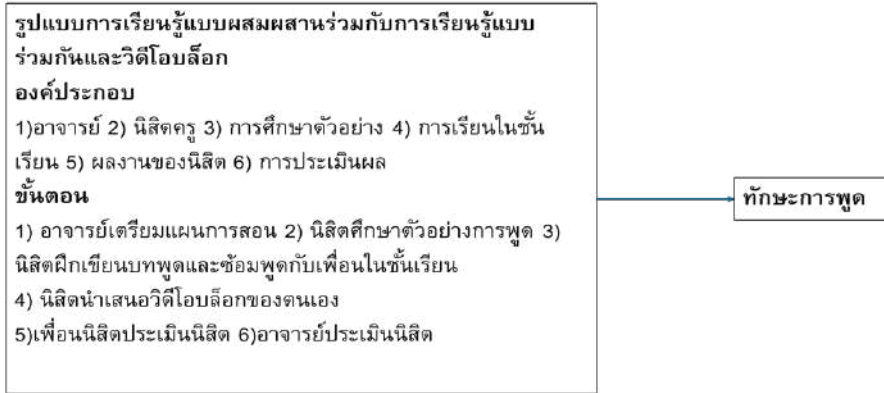 รูปแบบการเรียนรู้แบบผสมผสานร่วมกับการเรียนรู้แบบ
ร่วมกันและวิดีโอบล็อก
องค์ประกอบ
1)อาจารย์ 2) นิสิตครู 3) การศึกษาตัวอย่าง 4) การเรียนในชั้น
เรียน 5) ผลงานของนิสิต 6) การประเมินผล
ขั้นตอน
1) อาจารย์เตรียมแผนการสอน 2) นิสิตศึกษาตัวอย่างการพูด 3)
นิสิตฝึกเขียนบทพูดและซ้อมพูดกับเพื่อนในชั้นเรียน
4) นิสิตนำเสนอวิดีโอบล็อกของตนเอง
5)เพื่อนนิสิตประเมินนิสิต 6)อาจารย์ประเมินนิสิต
ทักษะการพูด